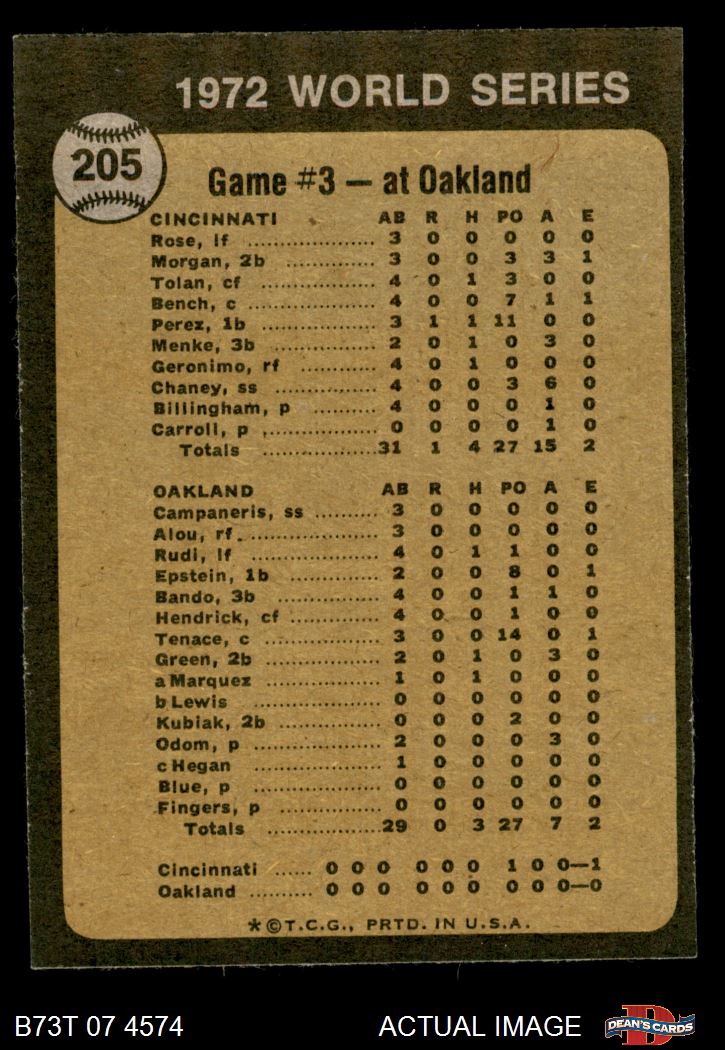 1972 WORLD SERIES
205
Game #3 — at Oakland
CINCINNATI AB R H PO A E
Rose, lf .................... 3 0 0 0 0 0
Morgan, 2b .............. 3 0 0 3 3 1
Tolan, cf .................. 4 0 1 3 0 0
Bench, c .................... 4 0 0 7 1 1
Perez, 1b .................. 3 1 1 11 0 0
Menke, 3b ................ 2 0 1 0 3 0
Geronimo, rf ............ 4 0 1 0 0 0
Chaney, ss ................ 4 0 0 3 6 0
Billingham, p .......... 4 0 0 0 1 0
Carroll, p .................. 0 0 0 0 1 0
Totals ..................31 1 4 27 15 2
OAKLAND AB R H PO A E
Campaneris, ss .......... 3 0 0 0 0 0
Alou, rf. .................... 3 0 0 0 0 0
Rudi, lf .................... 4 0 1 1 0 0
Epstein, 1b .............. 2 0 0 8 0 1
Bando, 3b ................ 4 0 0 1 1 0
Hendrick, cf ............ 4 0 0 1 0 0
Tenace, c .................. 3 0 0 14 0 1
Green, 2b ................ 2 0 1 0 3 0
a Marquez ................ 1 0 1 0 0 0
b Lewis .................. 0 0 0 0 0 0
Kubiak, 2b .............. 0 0 0 2 0 0
Odom, p .................... 2 0 0 0 3 0
c Hegan .................. 1 0 0 0 0 0
Blue, p .................... 0 0 0 0 0 0
Fingers, p ................ 0 0 0 0 0 0
Totals ..................29 0 3 27 7 2
Cincinnati ...... 0 0 0 0 0 0 1 0 0—1
Oakland .......... 0 0 0 0 0 0 0 0 0—0
*©T.C.G., PRTD. IN U.S.A.
B73T 07 4574 ACTUAL IMAGE
D
DEAN'S CARDS